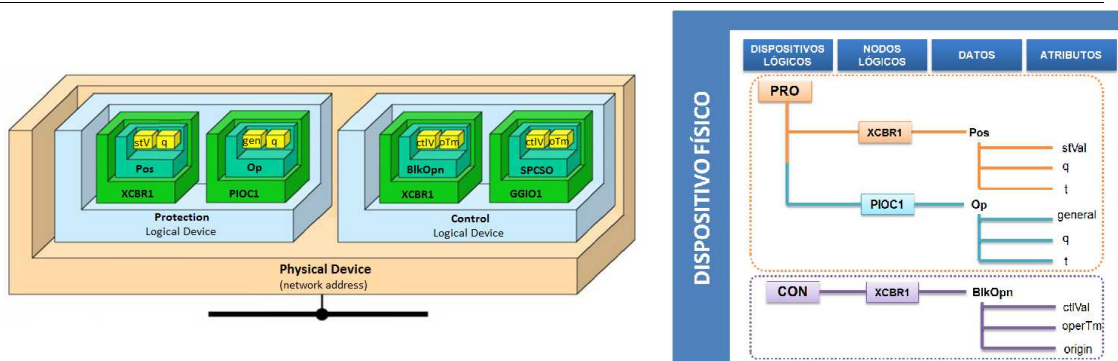 stV q
gen q
ctlV oTm
ctlV oTm
Pos
Op
BlkOpn
SPCSO
XCBR1
PIOC1
XCBR1
GGIO1
Protection
Logical Device
Control
Logical Device
Physical Device
(network address)
DISPOSITIVO FÍSICO
DISPOSITIVOS
LÓGICOS
NODOS
LÓGICOS
DATOS
ATRIBUTOS
PRO
XCBR1
Pos
stVal
q
t
PIOC1
Op
general
q
t
CON
XCBR1
BlkOpn
ctlVal
operTm
origin